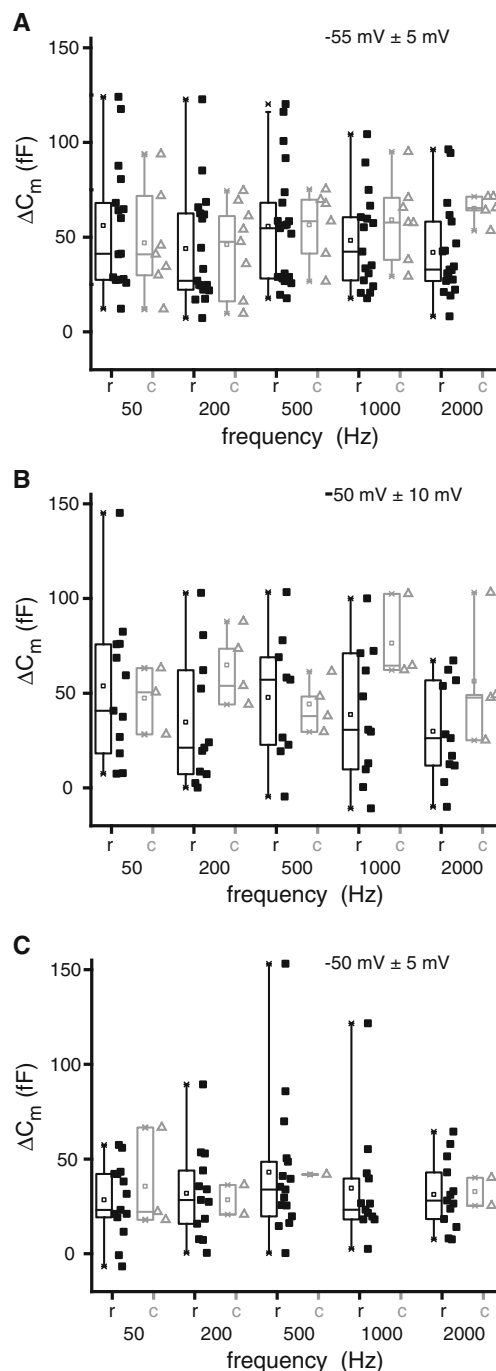 A
-55 mV ± 5 mV
ΔCm (fF)
150
100
50
0
r c r c r c r c r c
50 200 500 1000 2000
frequency (Hz)
B
-50 mV ± 10 mV
ΔCm (fF)
150
100
50
0
r c r c r c r c r c
50 200 500 1000 2000
frequency (Hz)
C
-50 mV ± 5 mV
ΔCm (fF)
150
100
50
0
r c r c r c r c r c
50 200 500 1000 2000
frequency (Hz)